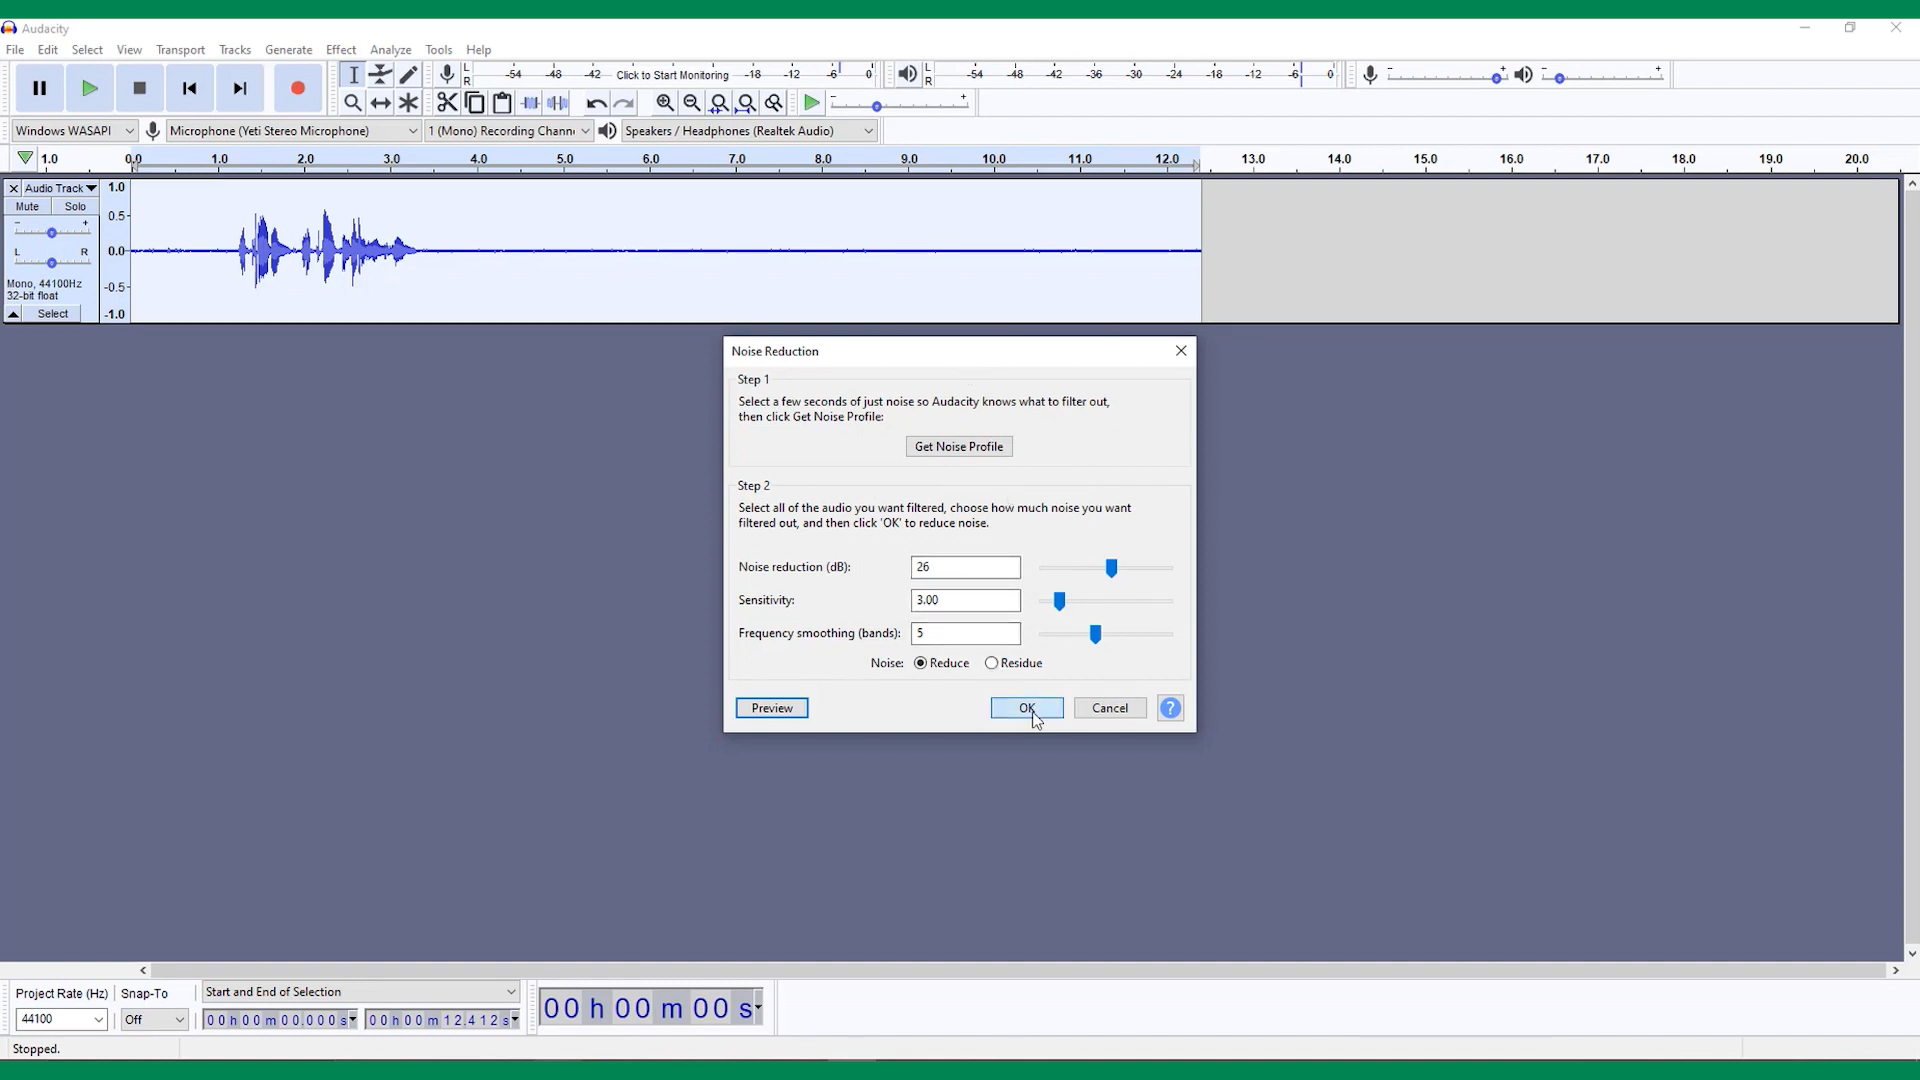 Audacity
File Edit Select View Transport Tracks Generate Effect Analyze Tools Help
L
R
-54 -48 -42 Click to Start Monitoring -18 -12 -6 0
L
R
-54 -48 -42 -36 -30 -24 -18 -12 -6 0
- +
- +
- +
Windows WASAPI Microphone (Yeti Stereo Microphone) 1 (Mono) Recording Chann Speakers / Headphones (Realtek Audio)
1.0 0.0 1.0 2.0 3.0 4.0 5.0 6.0 7.0 8.0 9.0 10.0 11.0 12.0 13.0 14.0 15.0 16.0 17.0 18.0 19.0 20.0
Audio Track
Mute Solo
- +
L R
Mono, 44100Hz
32-bit float
Select
1.0
0.5
0.0
-0.5
-1.0
Noise Reduction
Step 1
Select a few seconds of just noise so Audacity knows what to filter out,
then click Get Noise Profile:
Get Noise Profile
Step 2
Select all of the audio you want filtered, choose how much noise you want
filtered out, and then click 'OK' to reduce noise.
Noise reduction (dB): 26
Sensitivity: 3.00
Frequency smoothing (bands): 5
Noise: Reduce Residue
Preview OK Cancel ?
Project Rate (Hz) Snap-To Start and End of Selection
44100 Off 00 h 00 m 00.000 s 00 h 00 m 12.412 s
00 h 00 m 00 s
Stopped.